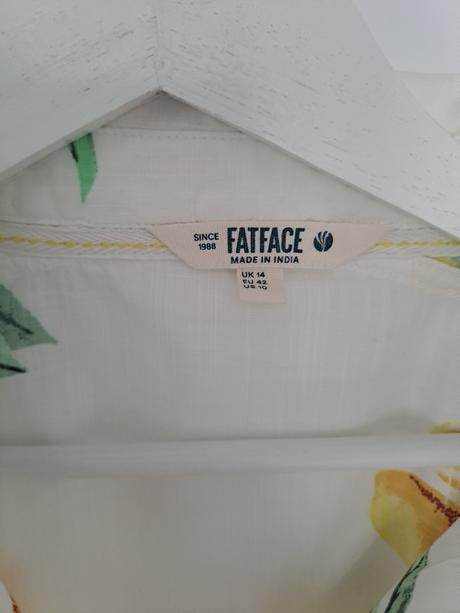 SINCE
1988
FATFACE
MADE IN INDIA
UK 14
EU 42
US 10